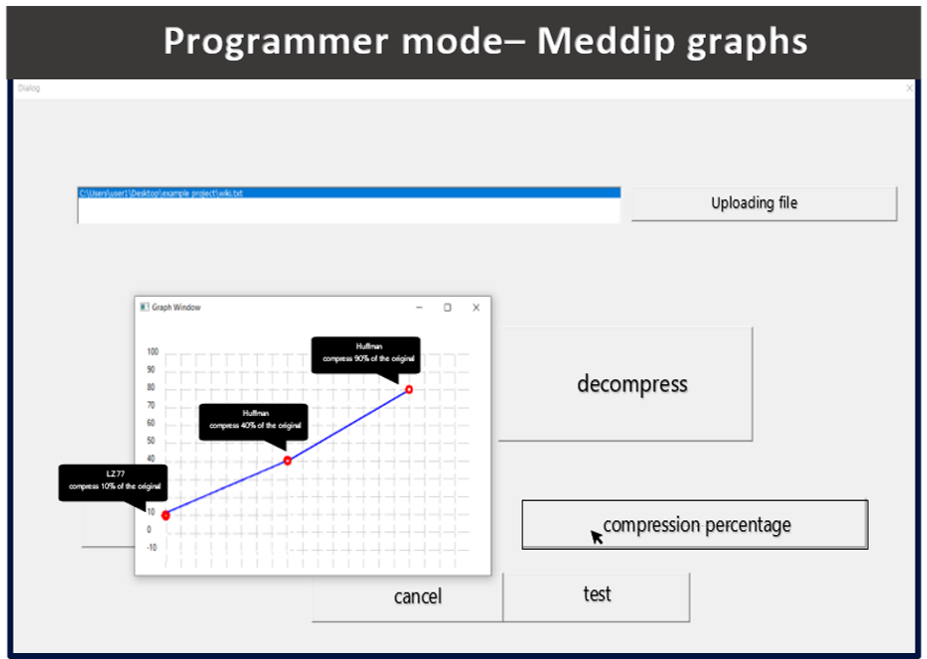 Programmer mode– Meddip graphs
Dialog
C:\Users\user1\Desktop\example project\wiki.txt
Uploading file
Graph Window
100
90
80
70
60
50
40
10
0
-10
Huffman
compress 90% of the original
Huffman
compress 40% of the original
LZ77
compress 10% of the original
decompress
compression percentage
cancel
test